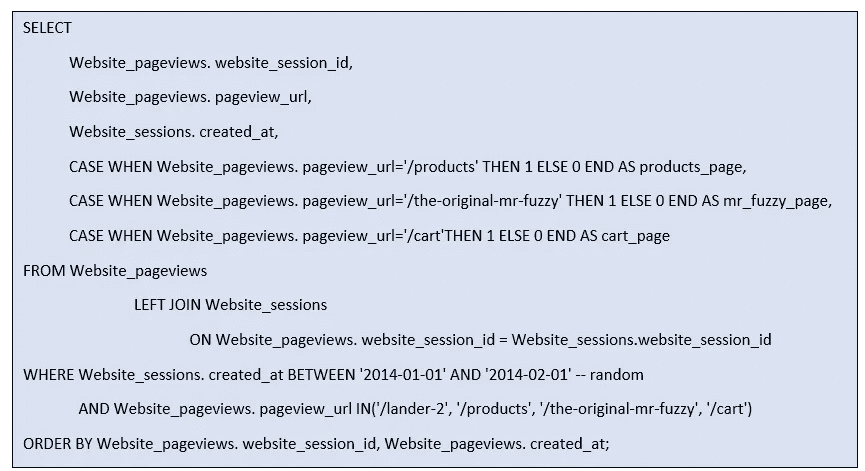 SELECT
Website_pageviews. website_session_id,
Website_pageviews. pageview_url,
Website_sessions. created_at,
CASE WHEN Website_pageviews. pageview_url='/products' THEN 1 ELSE 0 END AS products_page,
CASE WHEN Website_pageviews. pageview_url='/the-original-mr-fuzzy' THEN 1 ELSE 0 END AS mr_fuzzy_page,
CASE WHEN Website_pageviews. pageview_url='/cart'THEN 1 ELSE 0 END AS cart_page
FROM Website_pageviews
LEFT JOIN Website_sessions
ON Website_pageviews. website_session_id = Website_sessions.website_session_id
WHERE Website_sessions. created_at BETWEEN '2014-01-01' AND '2014-02-01' -- random
AND Website_pageviews. pageview_url IN('/lander-2', '/products', '/the-original-mr-fuzzy', '/cart')
ORDER BY Website_pageviews. website_session_id, Website_pageviews. created_at;